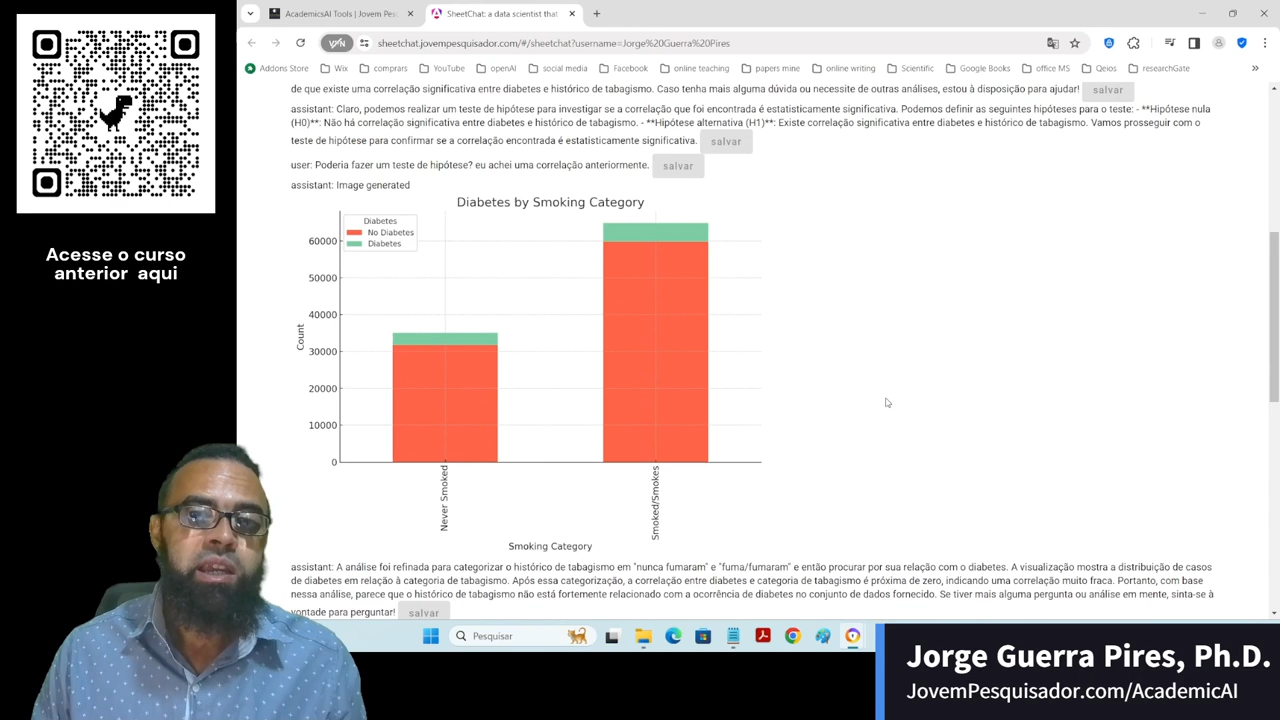 AcademicsAI Tools | Jovem Pes
SheetChat: a data scientist that
VPN
sheetchat.jovempesquisador.com/#/sheetchat?username=Jorge%20Guerra%20Pires
Addons Store
Wix
comprars
YouTube
openAI
social media
Facebook
online teaching
papers mine
online writing
Scientific
Google Books
office MS
Qeios
researchGate
»
de que existe uma correlação significativa entre diabetes e histórico de tabagismo. Caso tenha mais alguma dúvida ou necessite de outras análises, estou à disposição para ajudar! salvar
assistant: Claro, podemos realizar um teste de hipótese para investigar se a correlação que foi encontrada é estatisticamente significativa. Podemos definir as seguintes hipóteses para o teste: - **Hipótese nula
(H0)**: Não há correlação significativa entre diabetes e histórico de tabagismo. - **Hipótese alternativa (H1)**: Existe correlação significativa entre diabetes e histórico de tabagismo. Vamos prosseguir com o
teste de hipótese para confirmar se a correlação encontrada é estatisticamente significativa. salvar
user: Poderia fazer um teste de hipótese? eu achei uma correlação anteriormente. salvar
assistant: Image generated
Diabetes by Smoking Category
Diabetes
No Diabetes
Diabetes
60000
50000
40000
30000
20000
10000
0
Count
Never Smoked
Smoked/Smokes
Smoking Category
assistant: A análise foi refinada para categorizar o histórico de tabagismo em "nunca fumaram" e "fuma/fumaram" e então procurar por sua relação com o diabetes. A visualização mostra a distribuição de casos
de diabetes em relação à categoria de tabagismo. Após essa categorização, a correlação entre diabetes e categoria de tabagismo é próxima de zero, indicando uma correlação muito fraca. Portanto, com base
nessa análise, parece que o histórico de tabagismo não está fortemente relacionado com a ocorrência de diabetes no conjunto de dados fornecido. Se tiver mais alguma pergunta ou análise em mente, sinta-se à
vontade para perguntar! salvar
Pesquisar
Acesse o curso
anterior aqui
Jorge Guerra Pires, Ph.D.
JovemPesquisador.com/AcademicAI